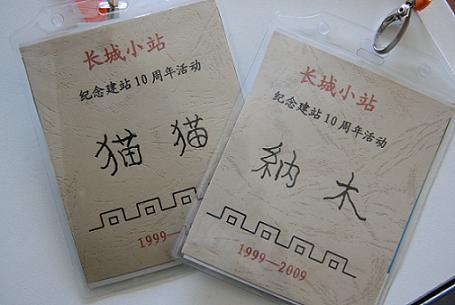 长城小站
纪念建站10周年活动
猫猫
1999—
长城小站
纪念建站10周年活动
納木
1999—2009